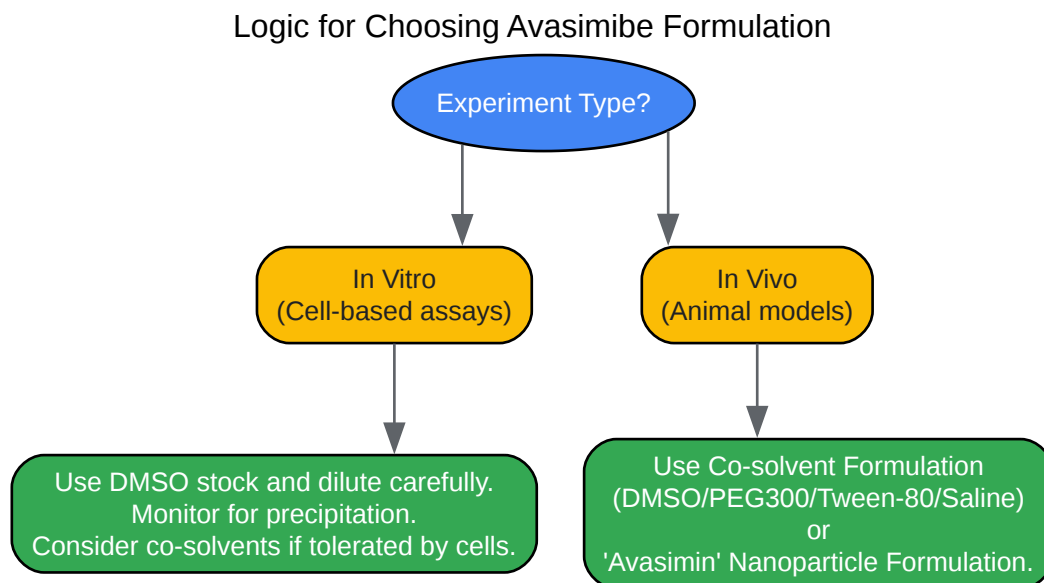 Logic for Choosing Avasimibe Formulation
Experiment Type?
In Vitro
(Cell-based assays)
In Vivo
(Animal models)
Use DMSO stock and dilute carefully.
Monitor for precipitation.
Consider co-solvents if tolerated by cells.
Use Co-solvent Formulation
(DMSO/PEG300/Tween-80/Saline)
or
'Avasimin' Nanoparticle Formulation.